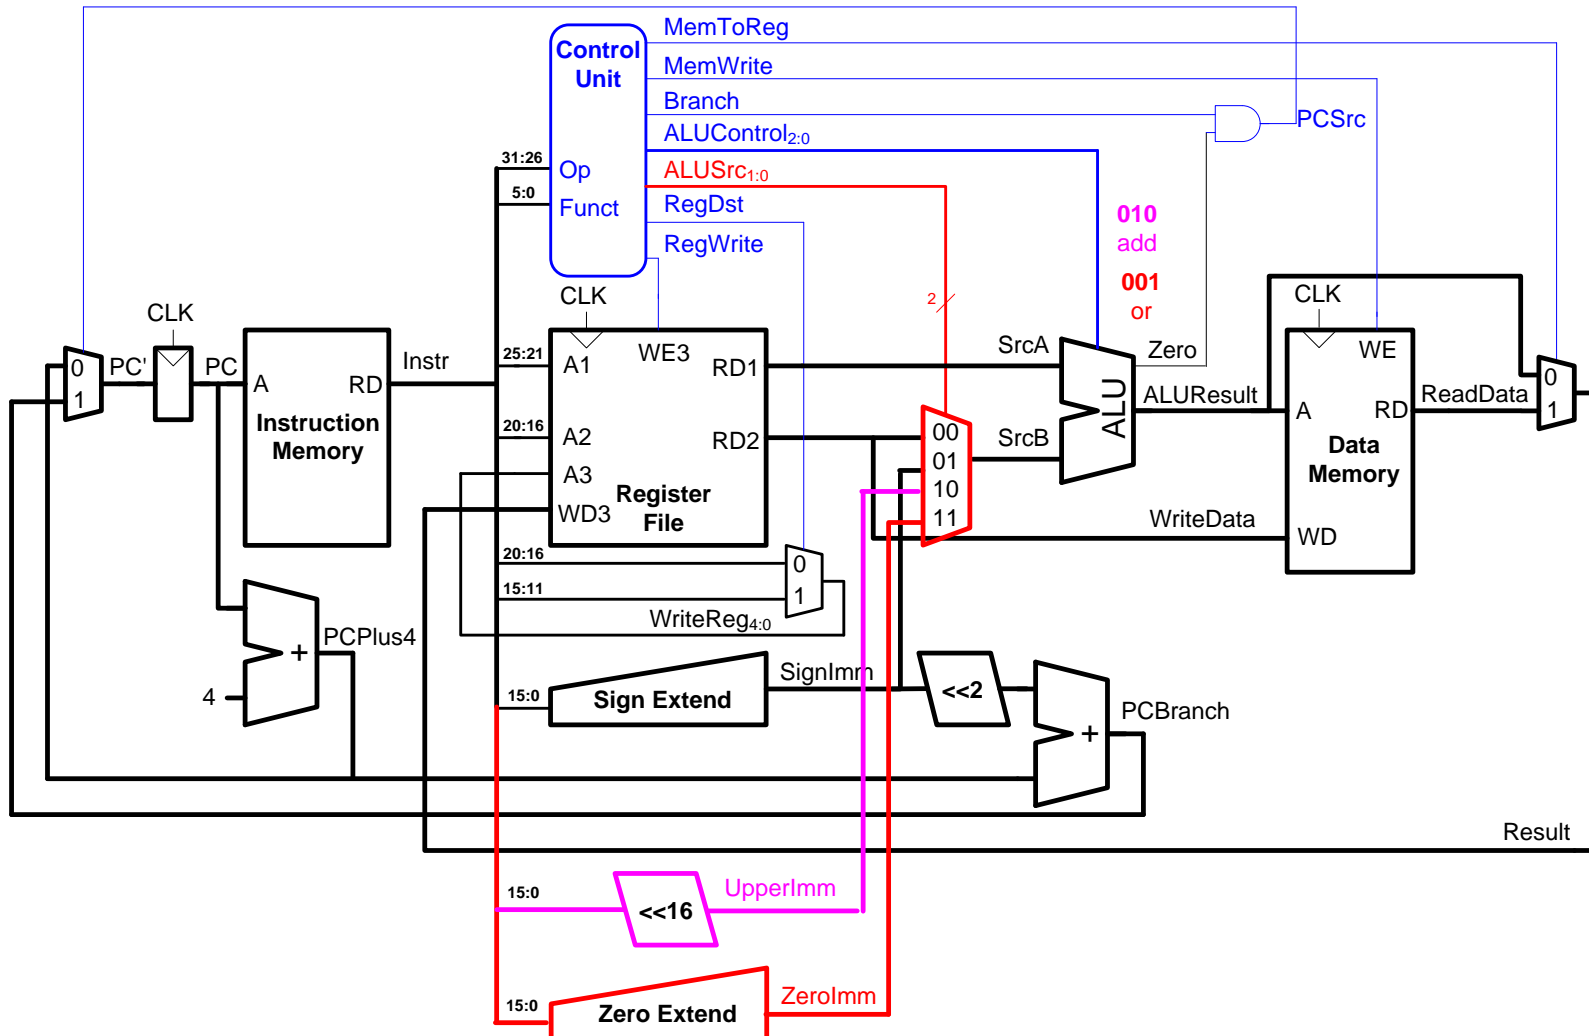 MemToReg
Control
Unit
MemWrite
Branch
PCSrc
ALUControl2:0
31:26
Op
ALUSrc1:0
5:0
Funct
RegDst
010
add
RegWrite
001
or
2
CLK
CLK
CLK
PC'
PC
Instr
0
1
A
RD
Instruction
Memory
25:21
A1
WE3
RD1
20:16
A2
RD2
A3
WD3
Register
File
SrcA
SrcB
00
01
10
11
ALU
Zero
ALUResult
WE
A
RD
Data
Memory
WD
ReadData
0
1
WriteData
20:16
15:11
0
1
WriteReg4:0
PCPlus4
+
4
15:0
Sign Extend
SignImm
<<2
PCBranch
+
Result
15:0
<<16
UpperImm
15:0
Zero Extend
ZeroImm